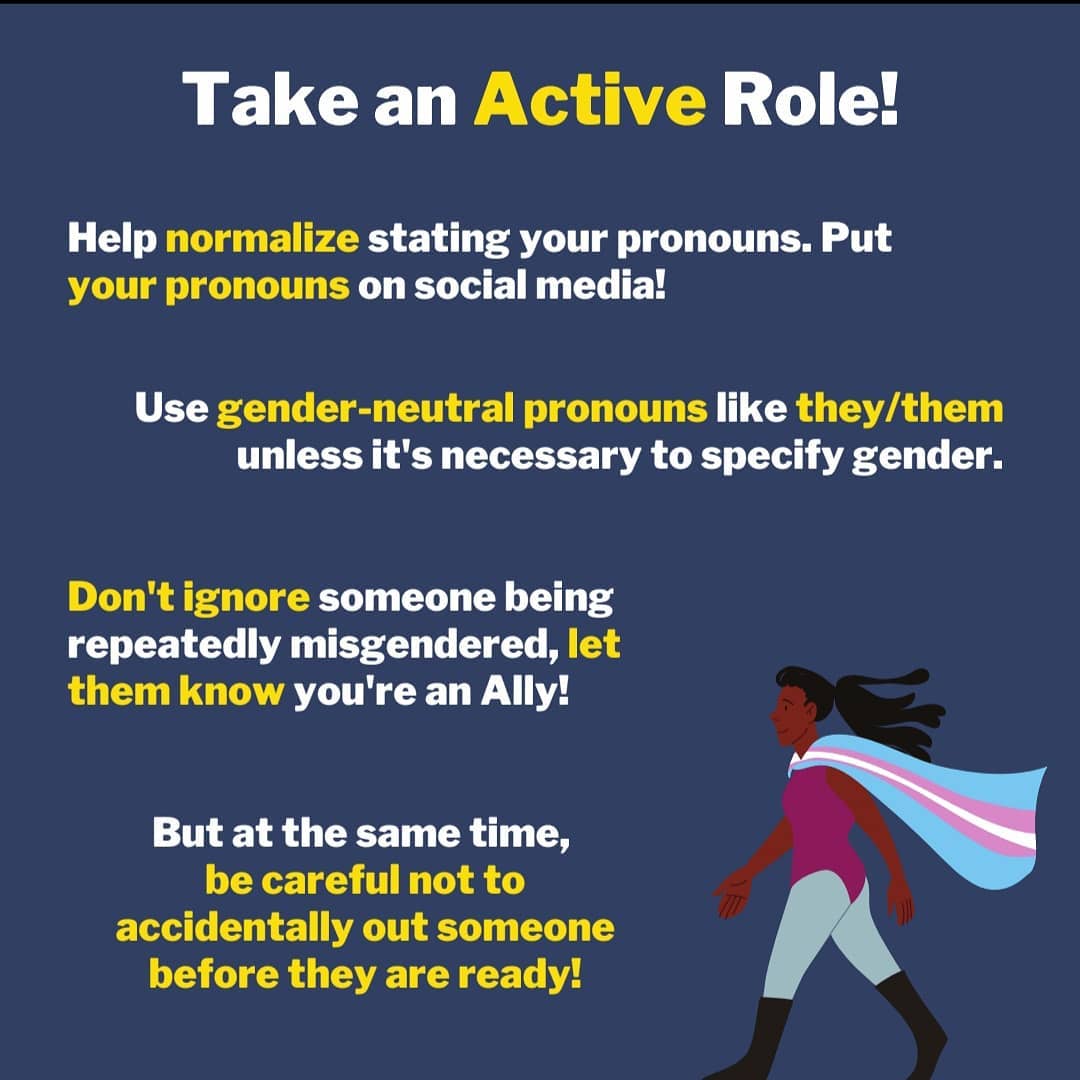 Take an Active Role!
Help normalize stating your pronouns. Put
your pronouns on social media!
Use gender-neutral pronouns like they/them
unless it's necessary to specify gender.
Don't ignore someone being
repeatedly misgendered, let
them know you're an Ally!
But at the same time,
be careful not to
accidentally out someone
before they are ready!